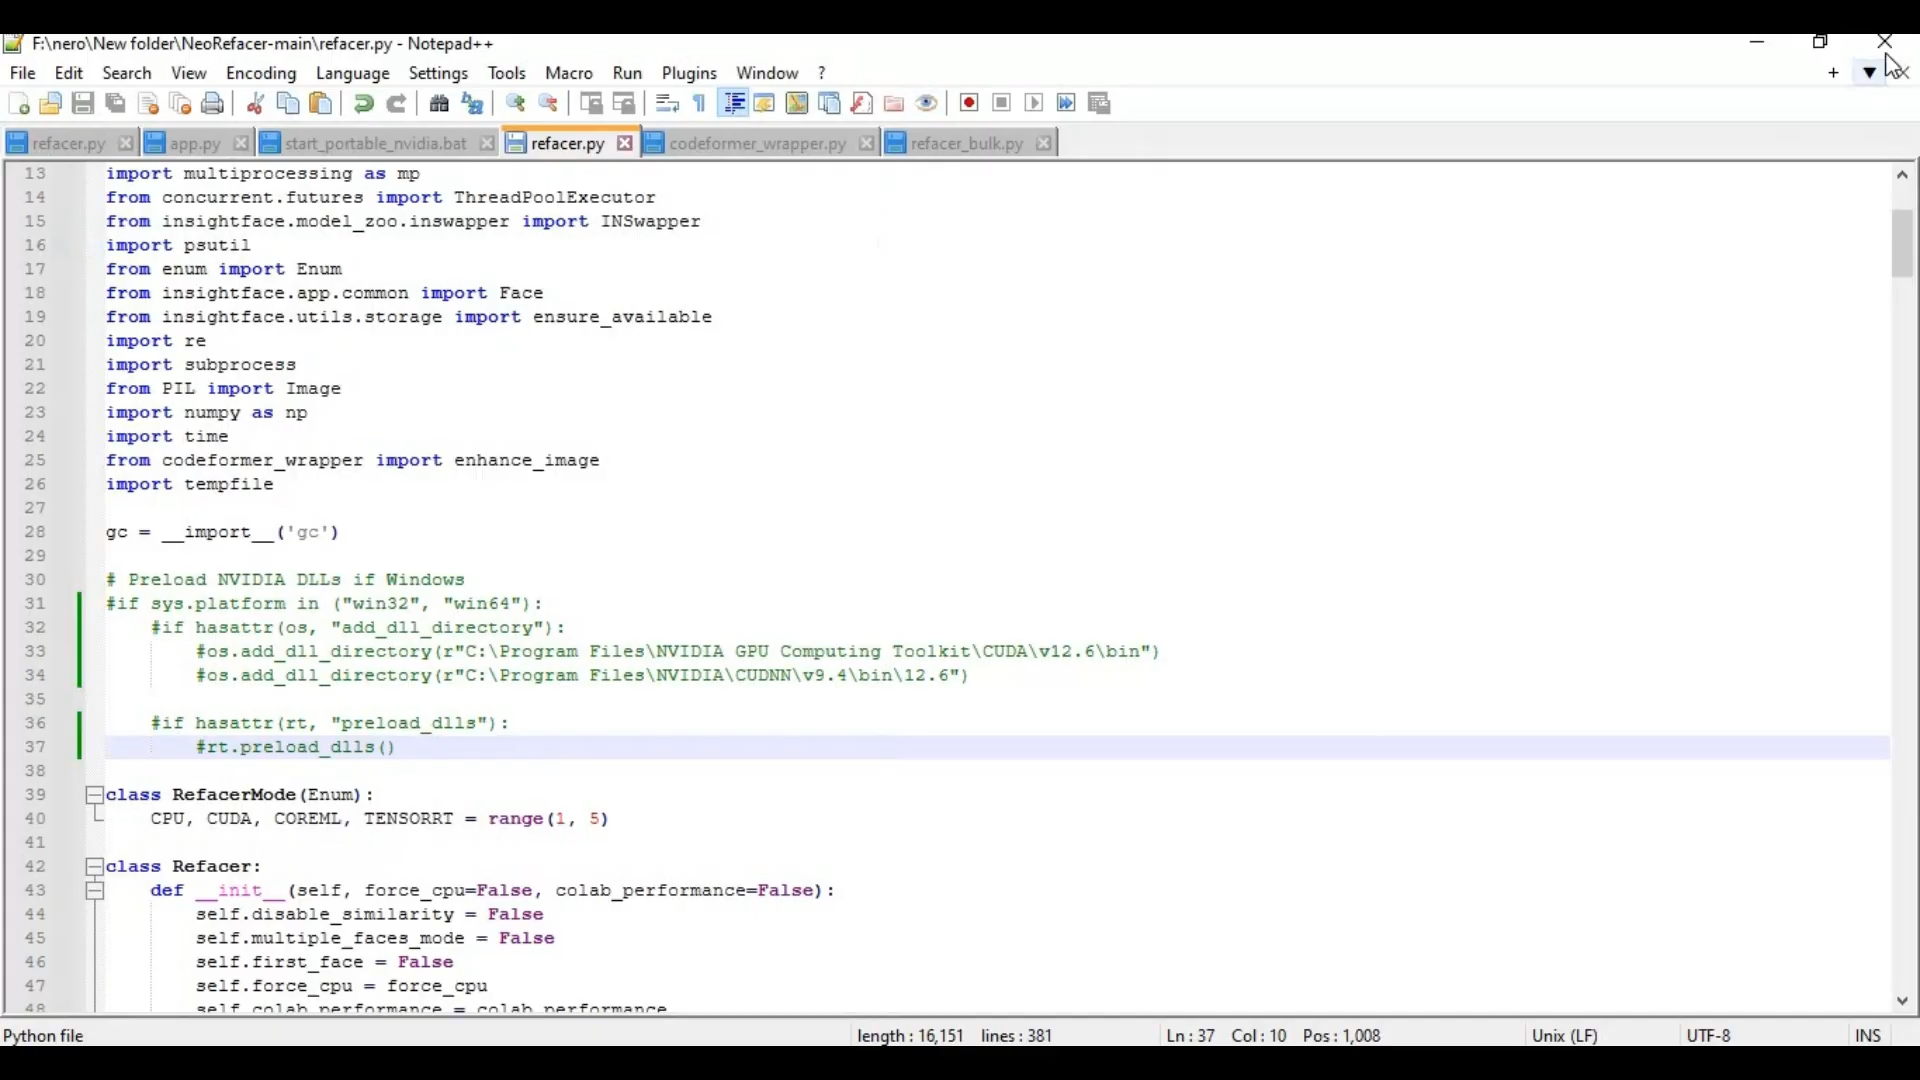 F:\nero\New folder\NeoRefacer-main\refacer.py - Notepad++
File Edit Search View Encoding Language Settings Tools Macro Run Plugins Window ?
refacer.py app.py start_portable_nvidia.bat refacer.py codeformer_wrapper.py refacer_bulk.py
13 import multiprocessing as mp
14 from concurrent.futures import ThreadPoolExecutor
15 from insightface.model_zoo.inswapper import INSwapper
16 import psutil
17 from enum import Enum
18 from insightface.app.common import Face
19 from insightface.utils.storage import ensure_available
20 import re
21 import subprocess
22 from PIL import Image
23 import numpy as np
24 import time
25 from codeformer_wrapper import enhance_image
26 import tempfile
27
28 gc = __import__('gc')
29
30 # Preload NVIDIA DLLs if Windows
31 #if sys.platform in ("win32", "win64"):
32 #if hasattr(os, "add_dll_directory"):
33 #os.add_dll_directory(r"C:\Program Files\NVIDIA GPU Computing Toolkit\CUDA\v12.6\bin")
34 #os.add_dll_directory(r"C:\Program Files\NVIDIA\CUDNN\v9.4\bin\12.6")
35
36 #if hasattr(rt, "preload_dlls"):
37 #rt.preload_dlls()
38
39 class RefacerMode(Enum):
40 CPU, CUDA, COREML, TENSORRT = range(1, 5)
41
42 class Refacer:
43 def __init__(self, force_cpu=False, colab_performance=False):
44 self.disable_similarity = False
45 self.multiple_faces_mode = False
46 self.first_face = False
47 self.force_cpu = force_cpu
48 self.colab_performance = colab_performance
Python file length : 16,151 lines : 381 Ln : 37 Col : 10 Pos : 1,008 Unix (LF) UTF-8 INS